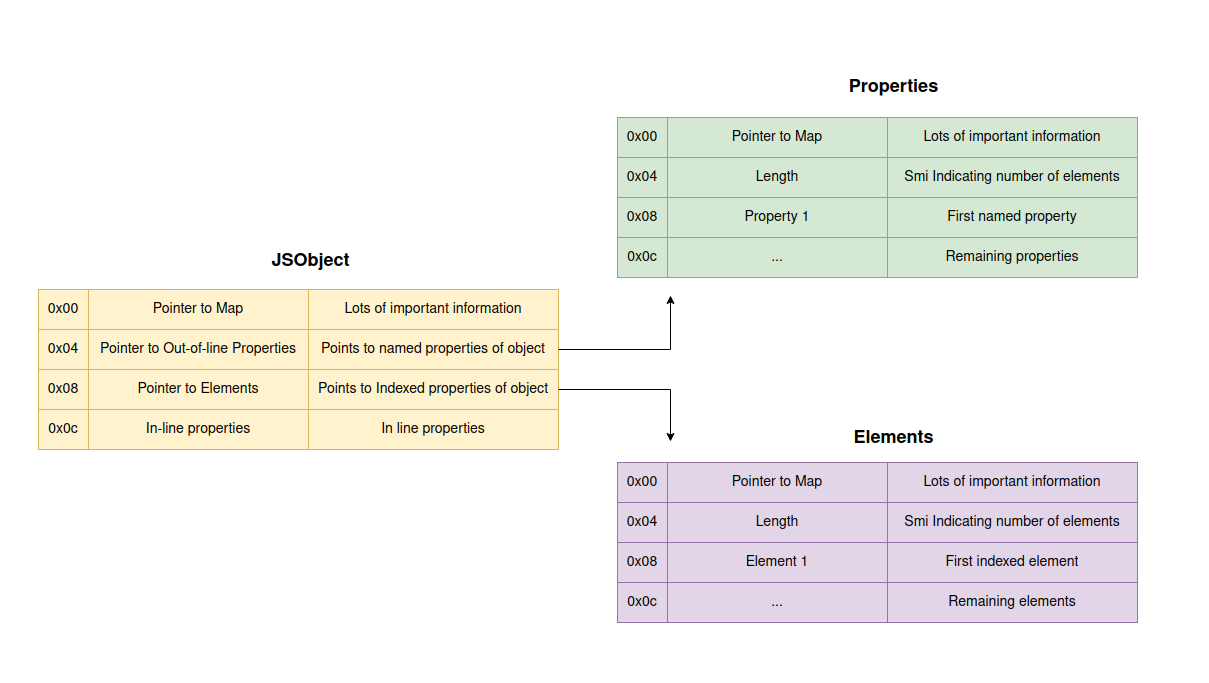 Properties
0x00 Pointer to Map Lots of important information
0x04 Length Smi Indicating number of elements
0x08 Property 1 First named property
0x0c ... Remaining properties
JSObject
0x00 Pointer to Map Lots of important information
0x04 Pointer to Out-of-line Properties Points to named properties of object
0x08 Pointer to Elements Points to Indexed properties of object
0x0c In-line properties In line properties
Elements
0x00 Pointer to Map Lots of important information
0x04 Length Smi Indicating number of elements
0x08 Element 1 First indexed element
0x0c ... Remaining elements